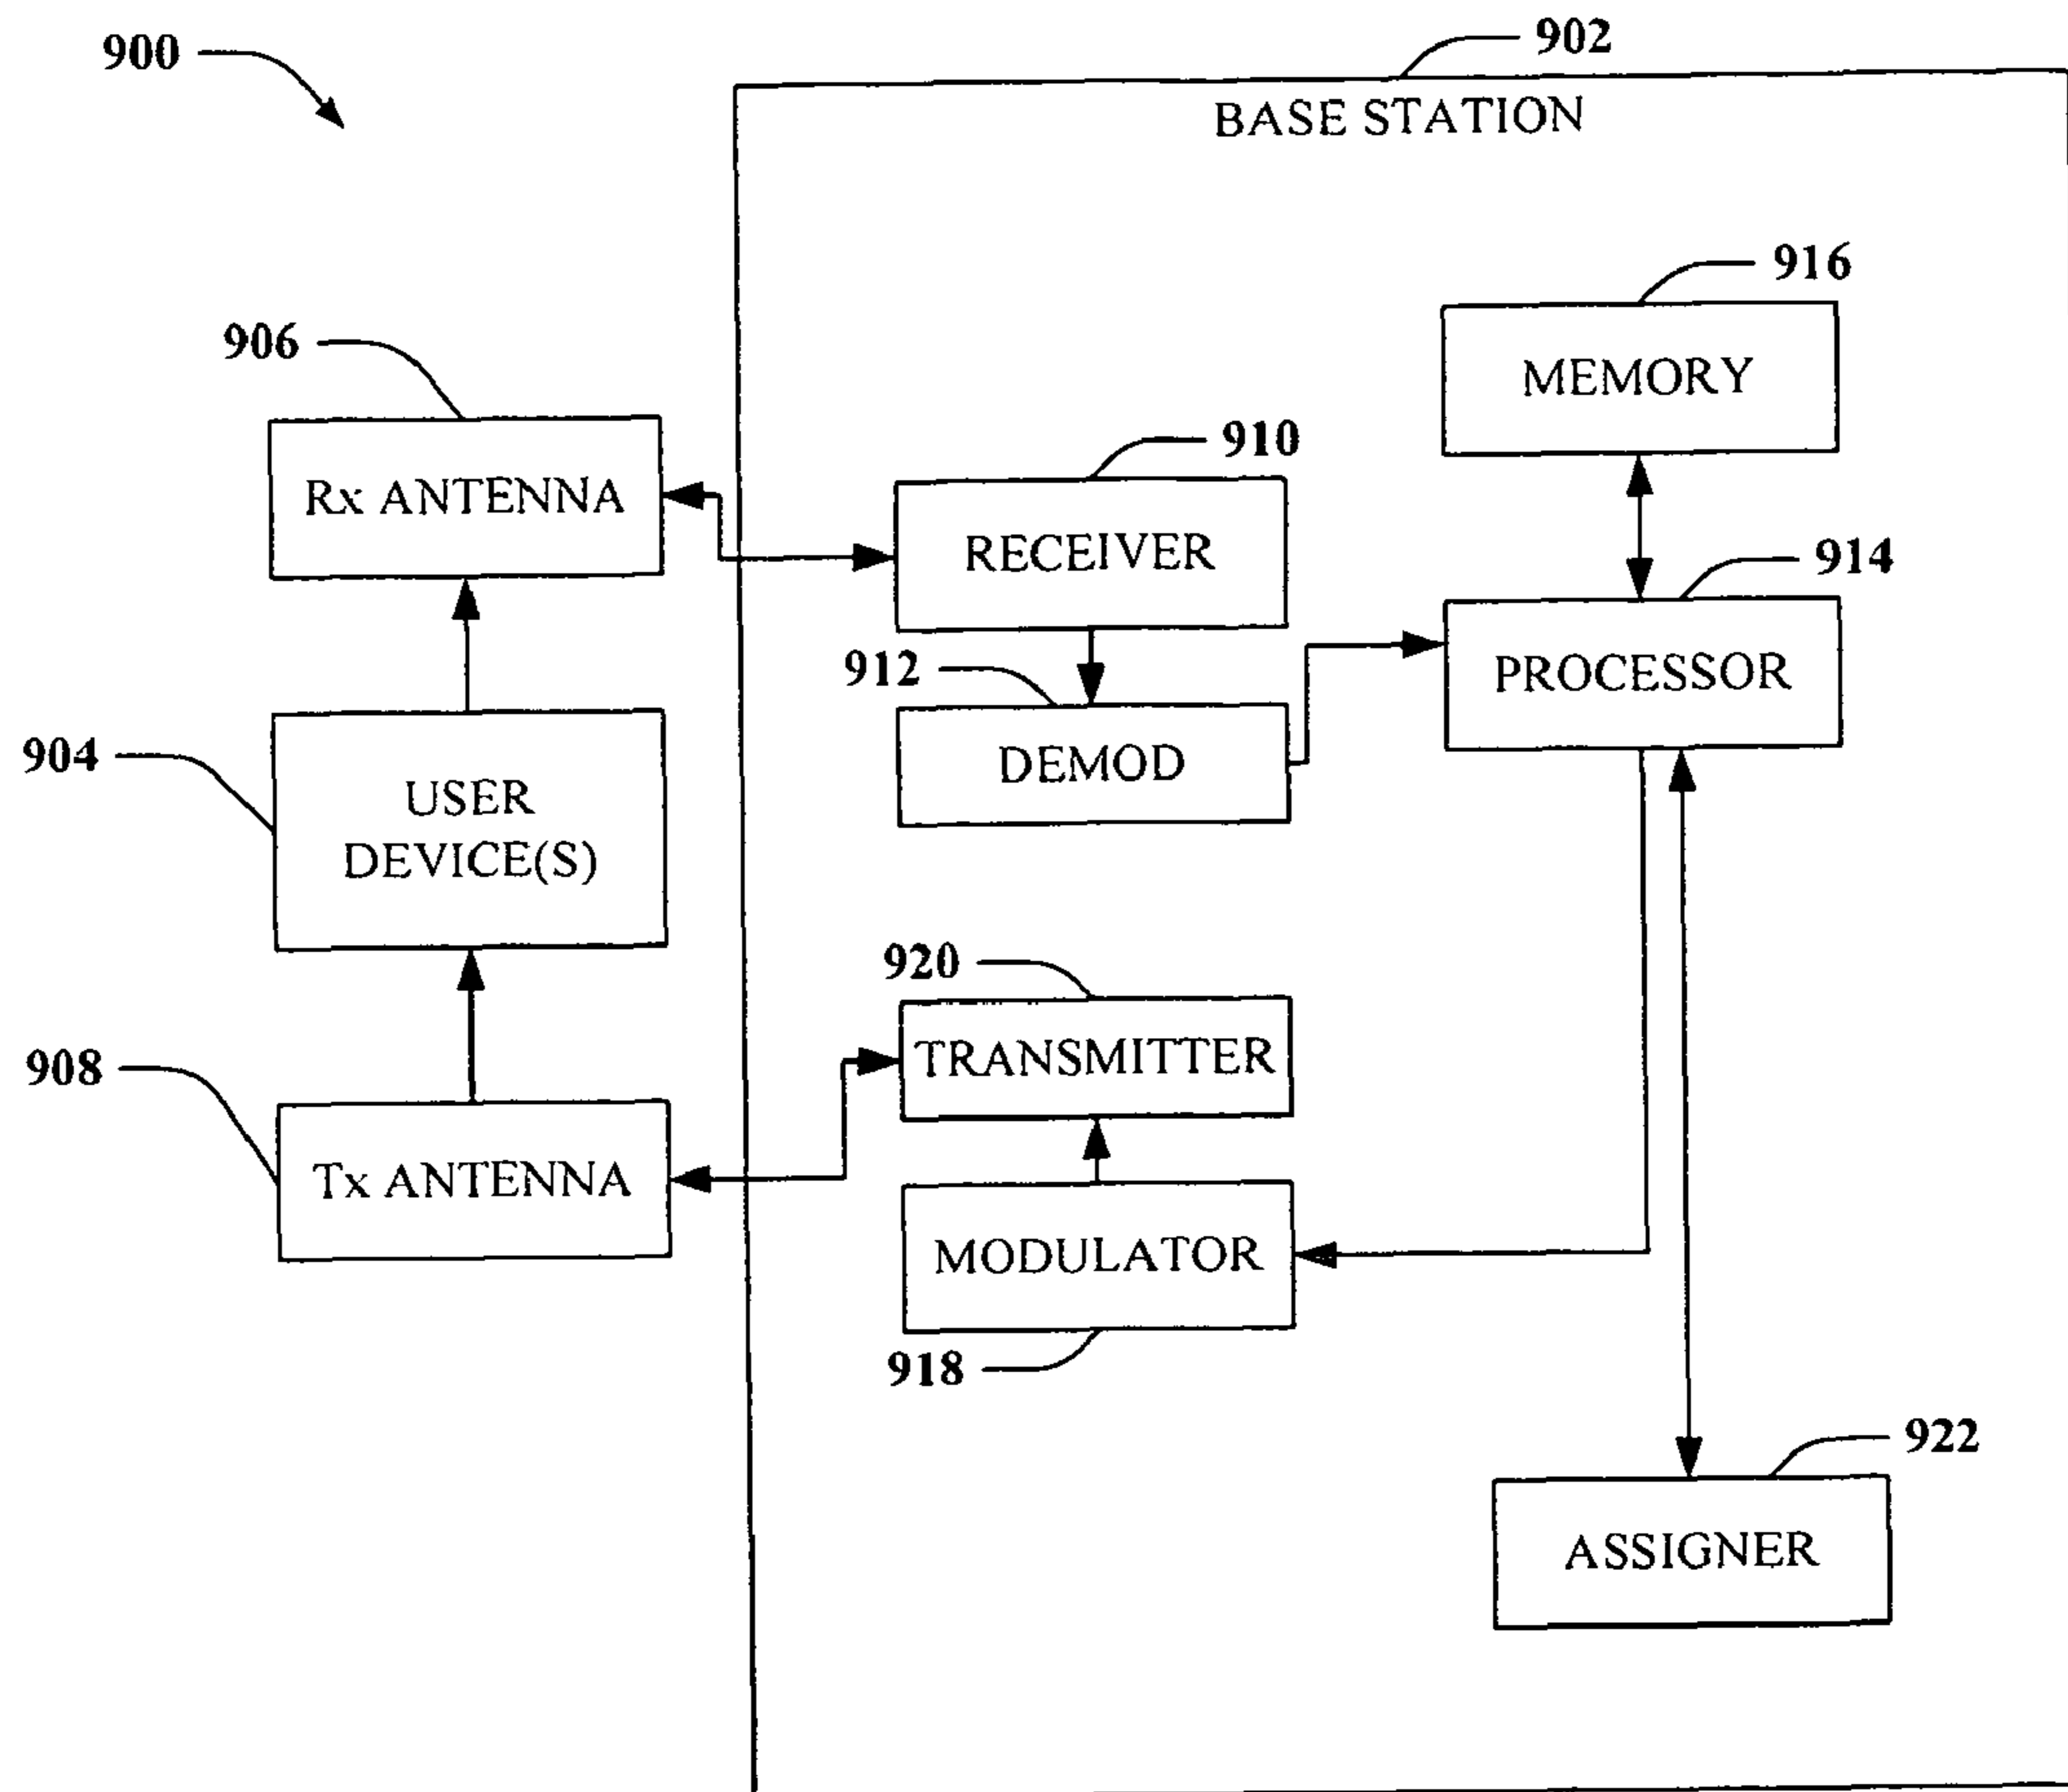 900
902
BASE STATION
916
MEMORY
906
Rx ANTENNA
910
RECEIVER
914
PROCESSOR
912
DEMOD
904
USER
DEVICE(S)
920
TRANSMITTER
908
Tx ANTENNA
MODULATOR
918
922
ASSIGNER